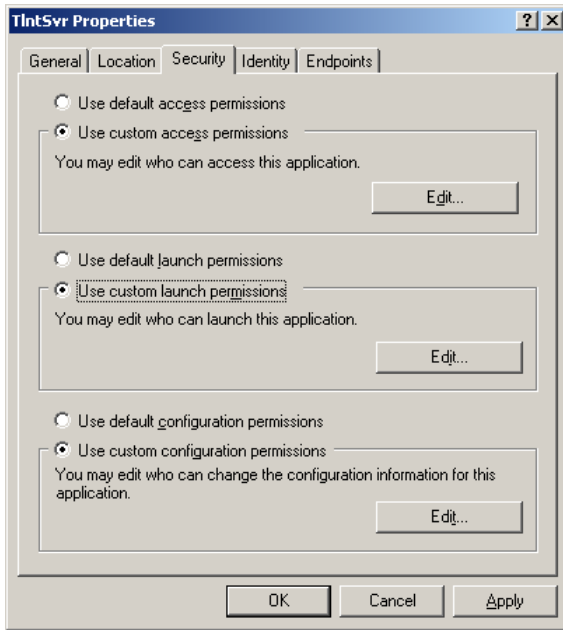 TlntSvr Properties
General Location Security Identity Endpoints
Use default access permissions
Use custom access permissions
You may edit who can access this application.
Edit...
Use default launch permissions
Use custom launch permissions
You may edit who can launch this application.
Edit...
Use default configuration permissions
Use custom configuration permissions
You may edit who can change the configuration information for this
application.
Edit...
OK Cancel Apply